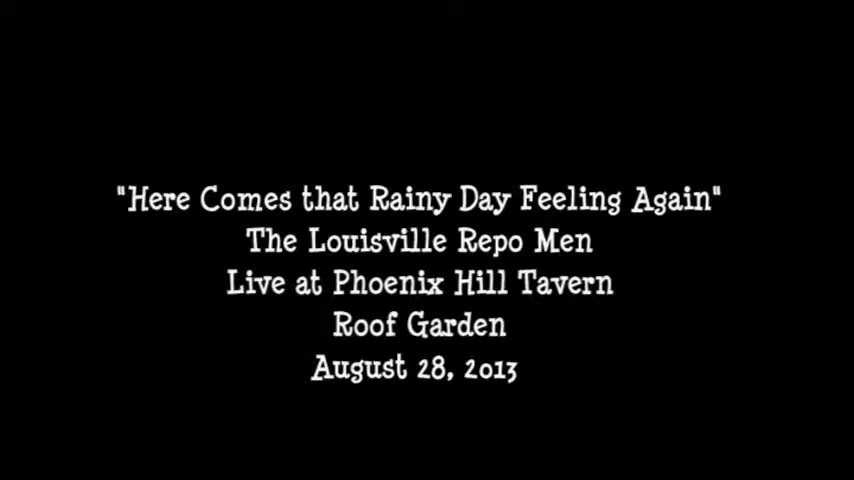 "Here Comes that Rainy Day Feeling Again"
The Louisville Repo Men
Live at Phoenix Hill Tavern
Roof Garden
August 28, 2013